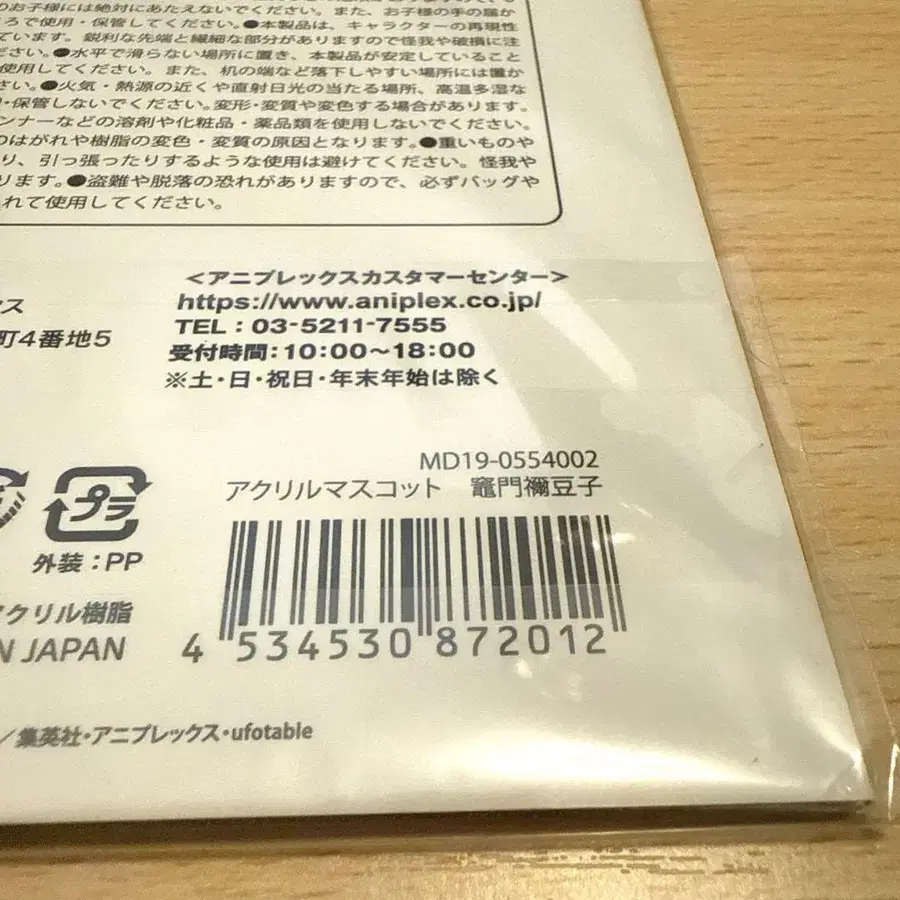 のお子様には絶対にあたえないでください。また、お子様の手の届か
ろで使用・保管してください。●本製品は、キャラクターの再現性
ています。鋭利な先端と繊細な部分がありますので怪我や破損に注
ださい。●水平で滑らない場所に置き、本製品が安定していること
使用してください。また、机の端など落下しやすい場所には置か
●火気・熱源の近くや直射日光の当たる場所、高温多湿な
・保管しないでください。変形・変質や変色する場合があります。
ンナーなどの溶剤や化粧品・薬品類を使用しないでください。
のはがれや樹脂の変色・変質の原因となります。●重いものや
り、引っ張ったりするような使用は避けてください。怪我や
ります。●盗難や脱落の恐れがありますので、必ずバッグや
れて使用してください。
<アニプレックスカスタマーセンター>
https://www.aniplex.co.jp/
クス
TEL:03-5211-7555
町4番地5
受付時間:10:00〜18:00
※土・日・祝日・年末年始は除く
MD19-0554002
アクリルマスコット 竈門禰豆子
プラ
外装:PP
アクリル樹脂
N JAPAN
4 534530 872012
/集英社・アニプレックス・ufotable